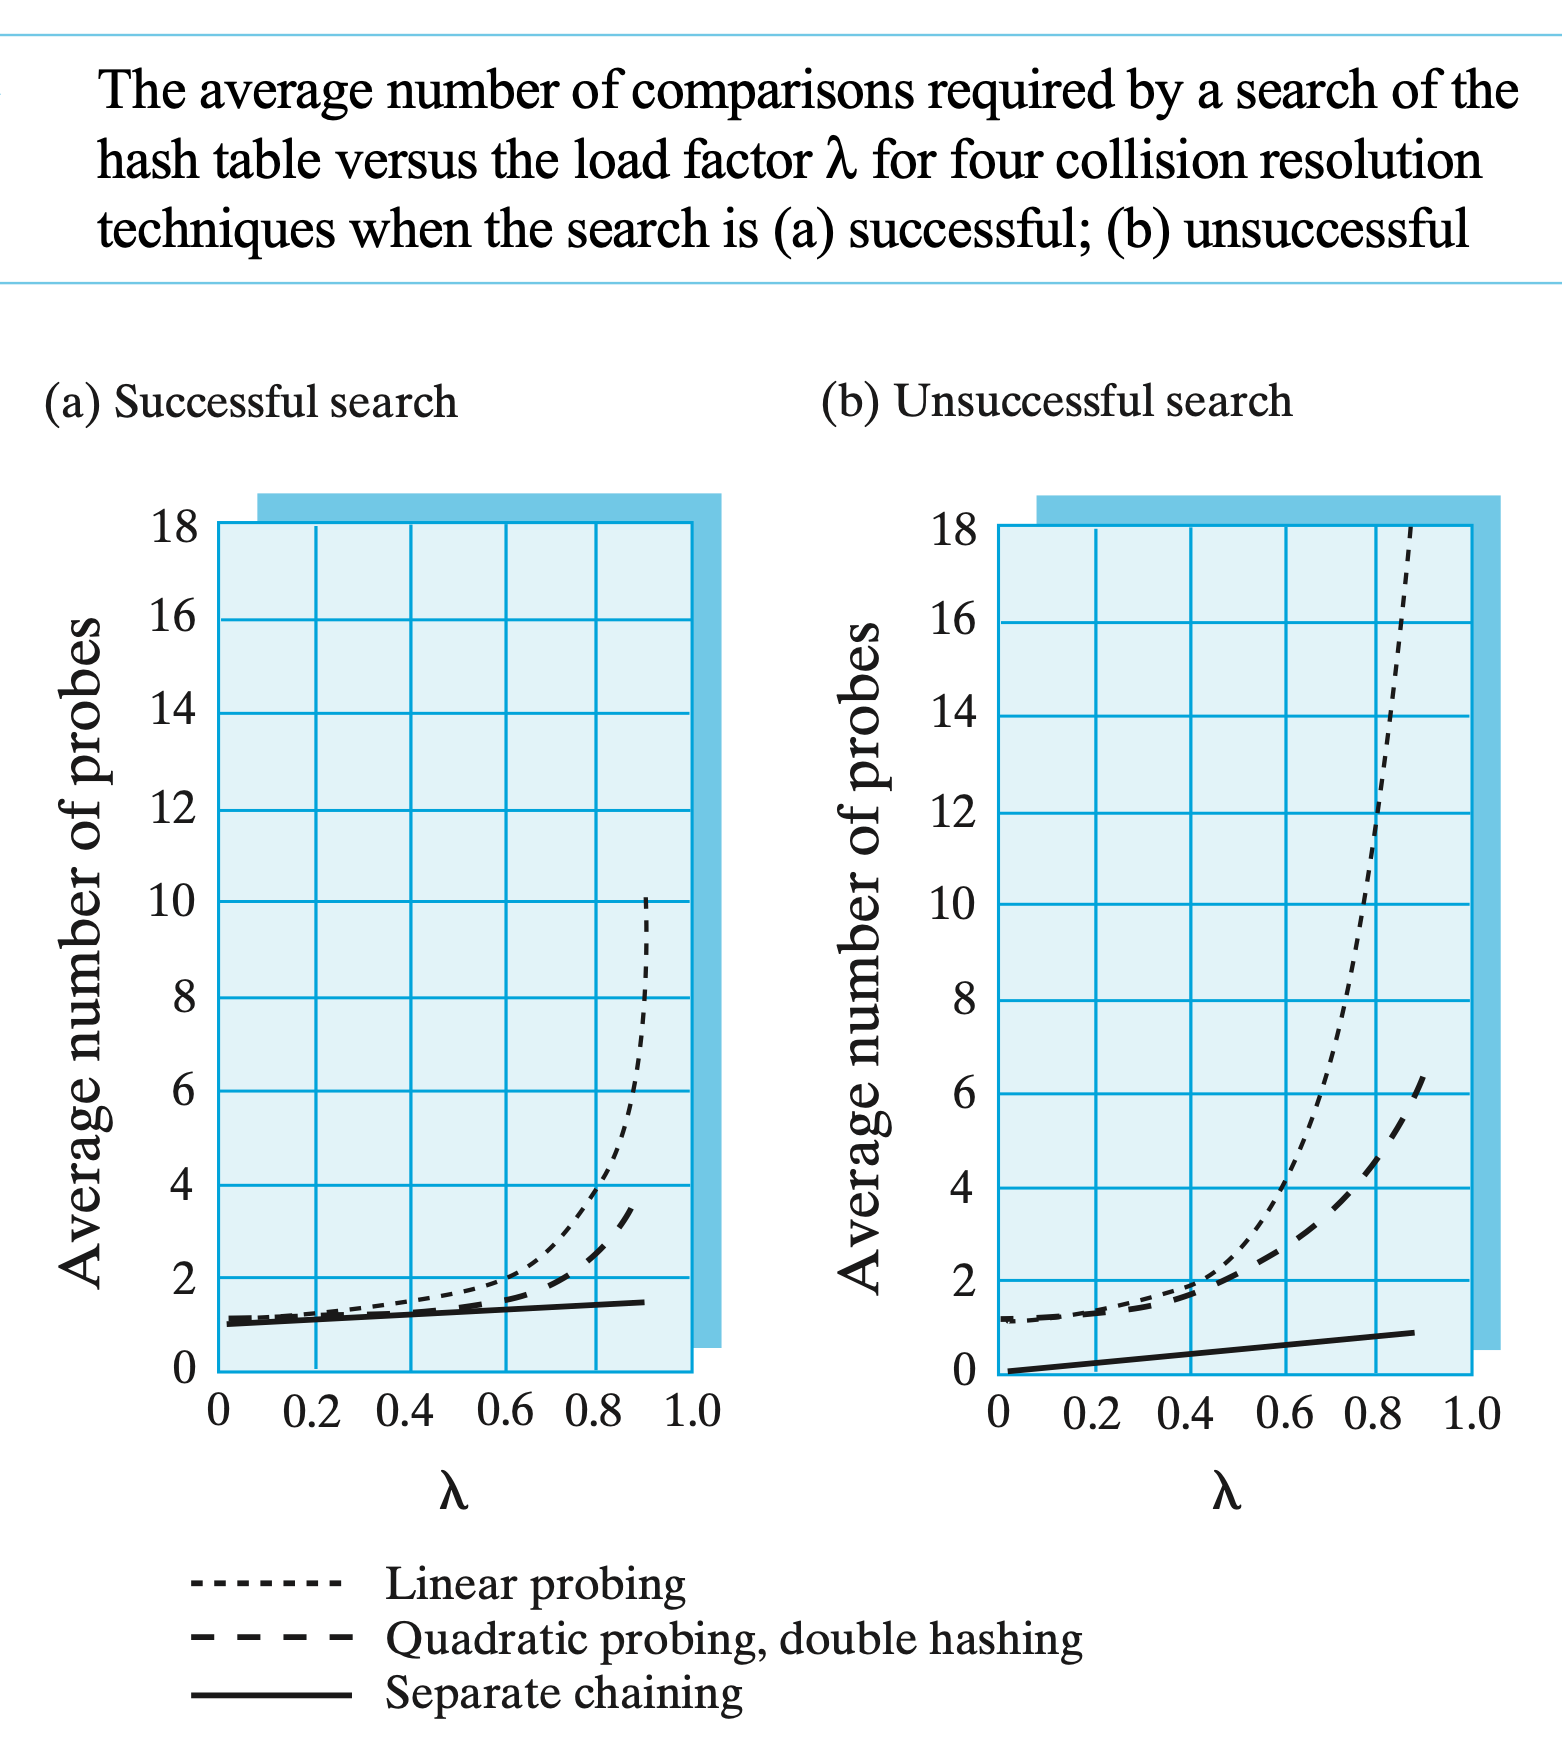 The average number of comparisons required by a search of the
hash table versus the load factor λ for four collision resolution
techniques when the search is (a) successful; (b) unsuccessful
(a) Successful search
Average number of probes
18
16
14
12
10
8
6
4
2
0
0 0.2 0.4 0.6 0.8 1.0
λ
(b) Unsuccessful search
Average number of probes
18
16
14
12
10
8
6
4
2
0
0 0.2 0.4 0.6 0.8 1.0
λ
Linear probing
Quadratic probing, double hashing
Separate chaining